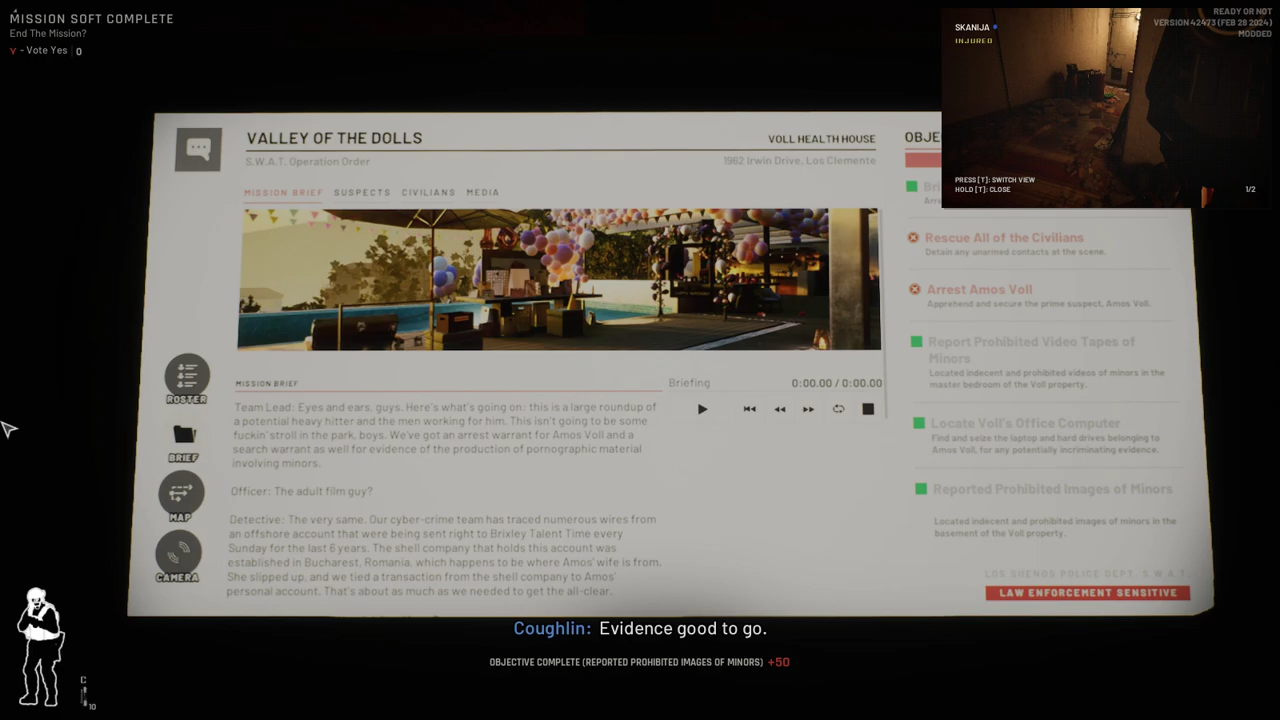 MISSION SOFT COMPLETE
End The Mission?
Y - Vote Yes | 0
READY OR NOT
VERSION 42473 (FEB 28 2024)
MODDED
SKANIJA
INJURED
PRESS [T]: SWITCH VIEW
HOLD [T]: CLOSE
1/2
VALLEY OF THE DOLLS
VOLL HEALTH HOUSE
S.W.A.T. Operation Order
1962 Irwin Drive, Los Clemente
MISSION BRIEF SUSPECTS CIVILIANS MEDIA
ROSTER
BRIEF
MAP
CAMERA
MISSION BRIEF
Briefing
0:00.00 / 0:00.00
Team Lead: Eyes and ears, guys. Here's what's going on: this is a large roundup of
a potential heavy hitter and the men working for him. This isn't going to be some
fuckin' stroll in the park, boys. We've got an arrest warrant for Amos Voll and a
search warrant as well for evidence of the production of pornographic material
involving minors.
Officer: The adult film guy?
Detective: The very same. Our cyber-crime team has traced numerous wires from
an offshore account that were being sent right to Brixley Talent Time every
Sunday for the last 6 years. The shell company that holds this account was
established in Bucharest, Romania, which happens to be where Amos' wife is from.
She slipped up, and we tied a transaction from the shell company to Amos'
personal account. That's about as much as we needed to get the all-clear.
OBJE
Bri
Rescue All of the Civilians
Detain any unarmed contacts at the scene.
Arrest Amos Voll
Apprehend and secure the prime suspect, Amos Voll.
Report Prohibited Video Tapes of
Minors
Located indecent and prohibited videos of minors in the
master bedroom of the Voll property.
Locate Voll's Office Computer
Find and seize the laptop and hard drives belonging to
Amos Voll, for any potentially incriminating evidence.
Reported Prohibited Images of Minors
Located indecent and prohibited images of minors in the
basement of the Voll property.
LOS SUENOS POLICE DEPT. S.W.A.T.
LAW ENFORCEMENT SENSITIVE
Coughlin: Evidence good to go.
OBJECTIVE COMPLETE (REPORTED PROHIBITED IMAGES OF MINORS) +50
10